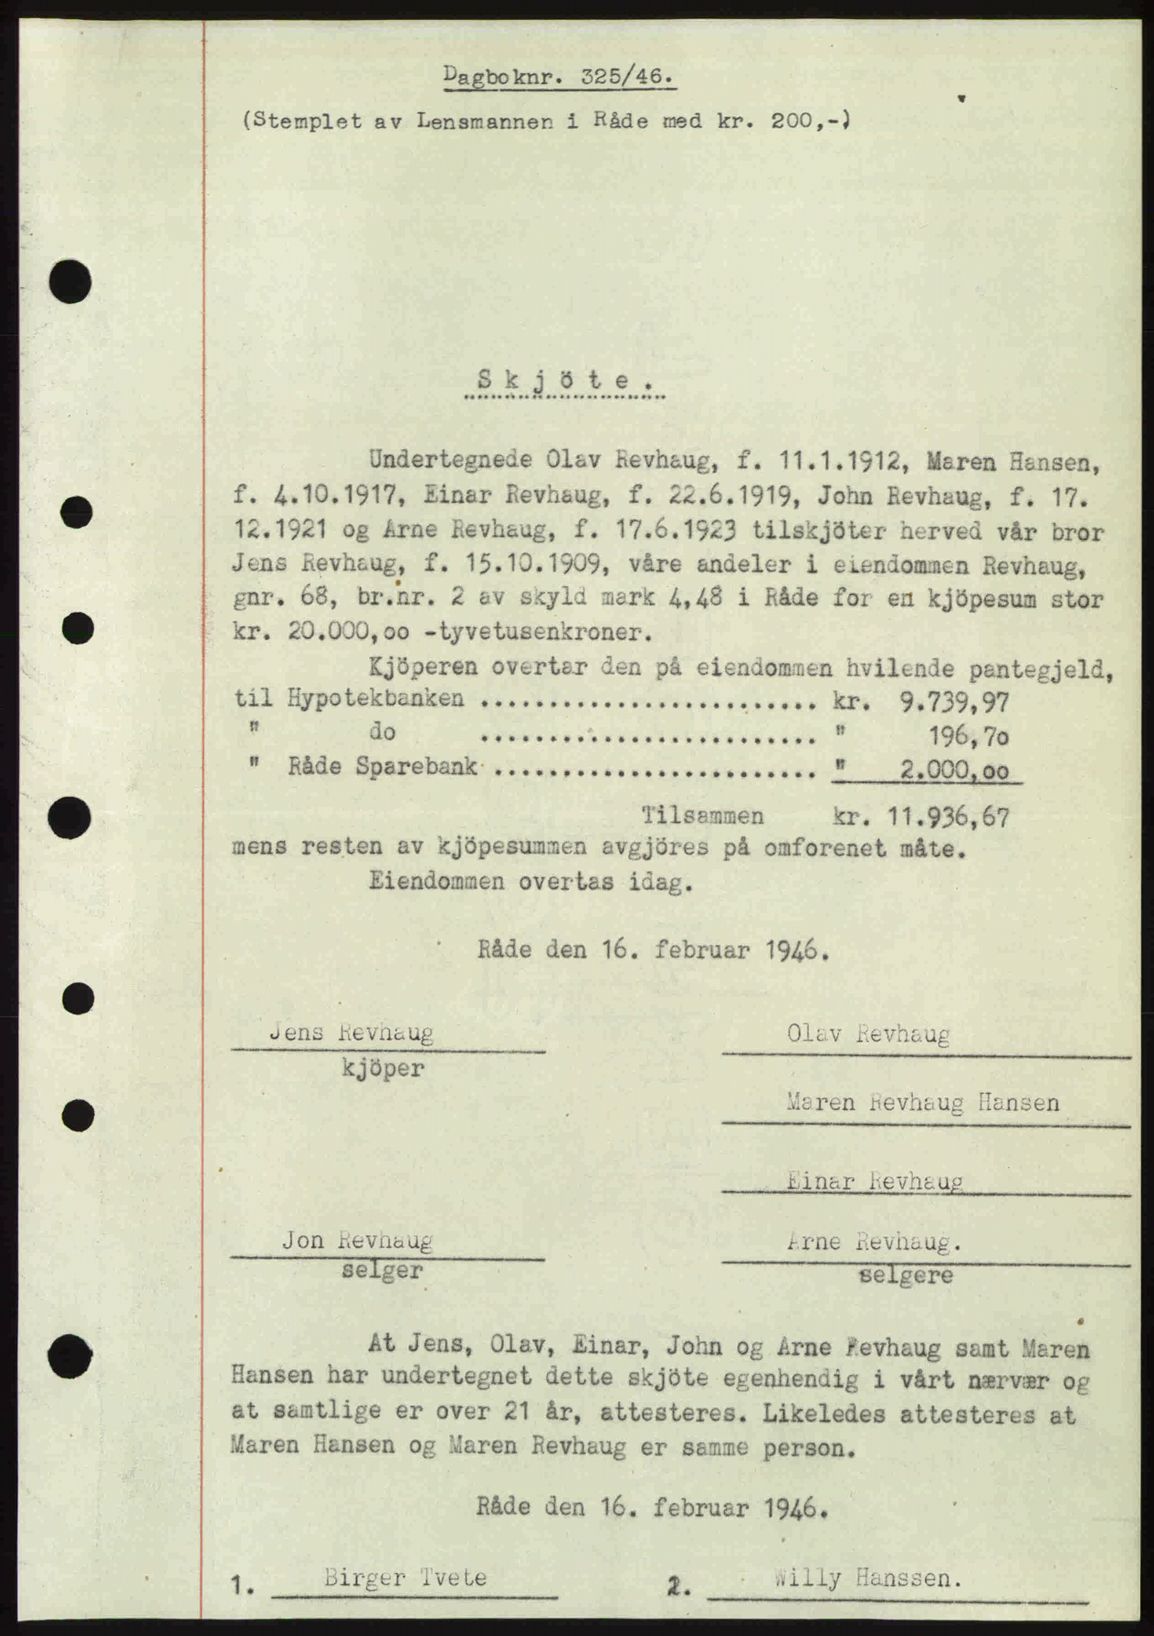 Dagboknr. 325/46.
(Stemplet av Lensmannen i Råde med kr. 200,-)
Skjöte.
Undertegnede Olav Revhaug, f. 11.1.1912, Maren Hansen,
f. 4.10.1917, Einar Revhaug, f. 22.6.1919, John Revhaug, f. 17.
12.1921 og Arne Revhaug, f. 17.6.1923 tilskjöter herved vår bror
Jens Revhaug, f. 15.10.1909, våre andeler i eiendommen Revhaug,
gnr. 68, br.nr. 2 av skyld mark 4,48 i Råde for en kjöpesum stor
kr. 20.000,oo -tyvetusenkroner.
Kjöperen overtar den på eiendommen hvilende pantegjeld,
til Hypotekbanken ......................... kr. 9.739,97
" do ......................... " 196,7o
" Råde Sparebank ........................ " 2.000,oo
Tilsammen kr. 11.936,67
mens resten av kjöpesummen avgjöres på omforenet måte.
Eiendommen overtas idag.
Råde den 16. februar 1946.
Jens Revhaug Olav Revhaug
kjöper
Maren Revhaug Hansen
Einar Revhaug
Jon Revhaug Arne Revhaug.
selger selgere
At Jens, Olav, Einar, John og Arne Revhaug samt Maren
Hansen har undertegnet dette skjöte egenhendig i vårt nærvær og
at samtlige er over 21 år, attesteres. Likeledes attesteres at
Maren Hansen og Maren Revhaug er samme person.
Råde den 16. februar 1946.
1. Birger Tvete 2. Willy Hanssen.